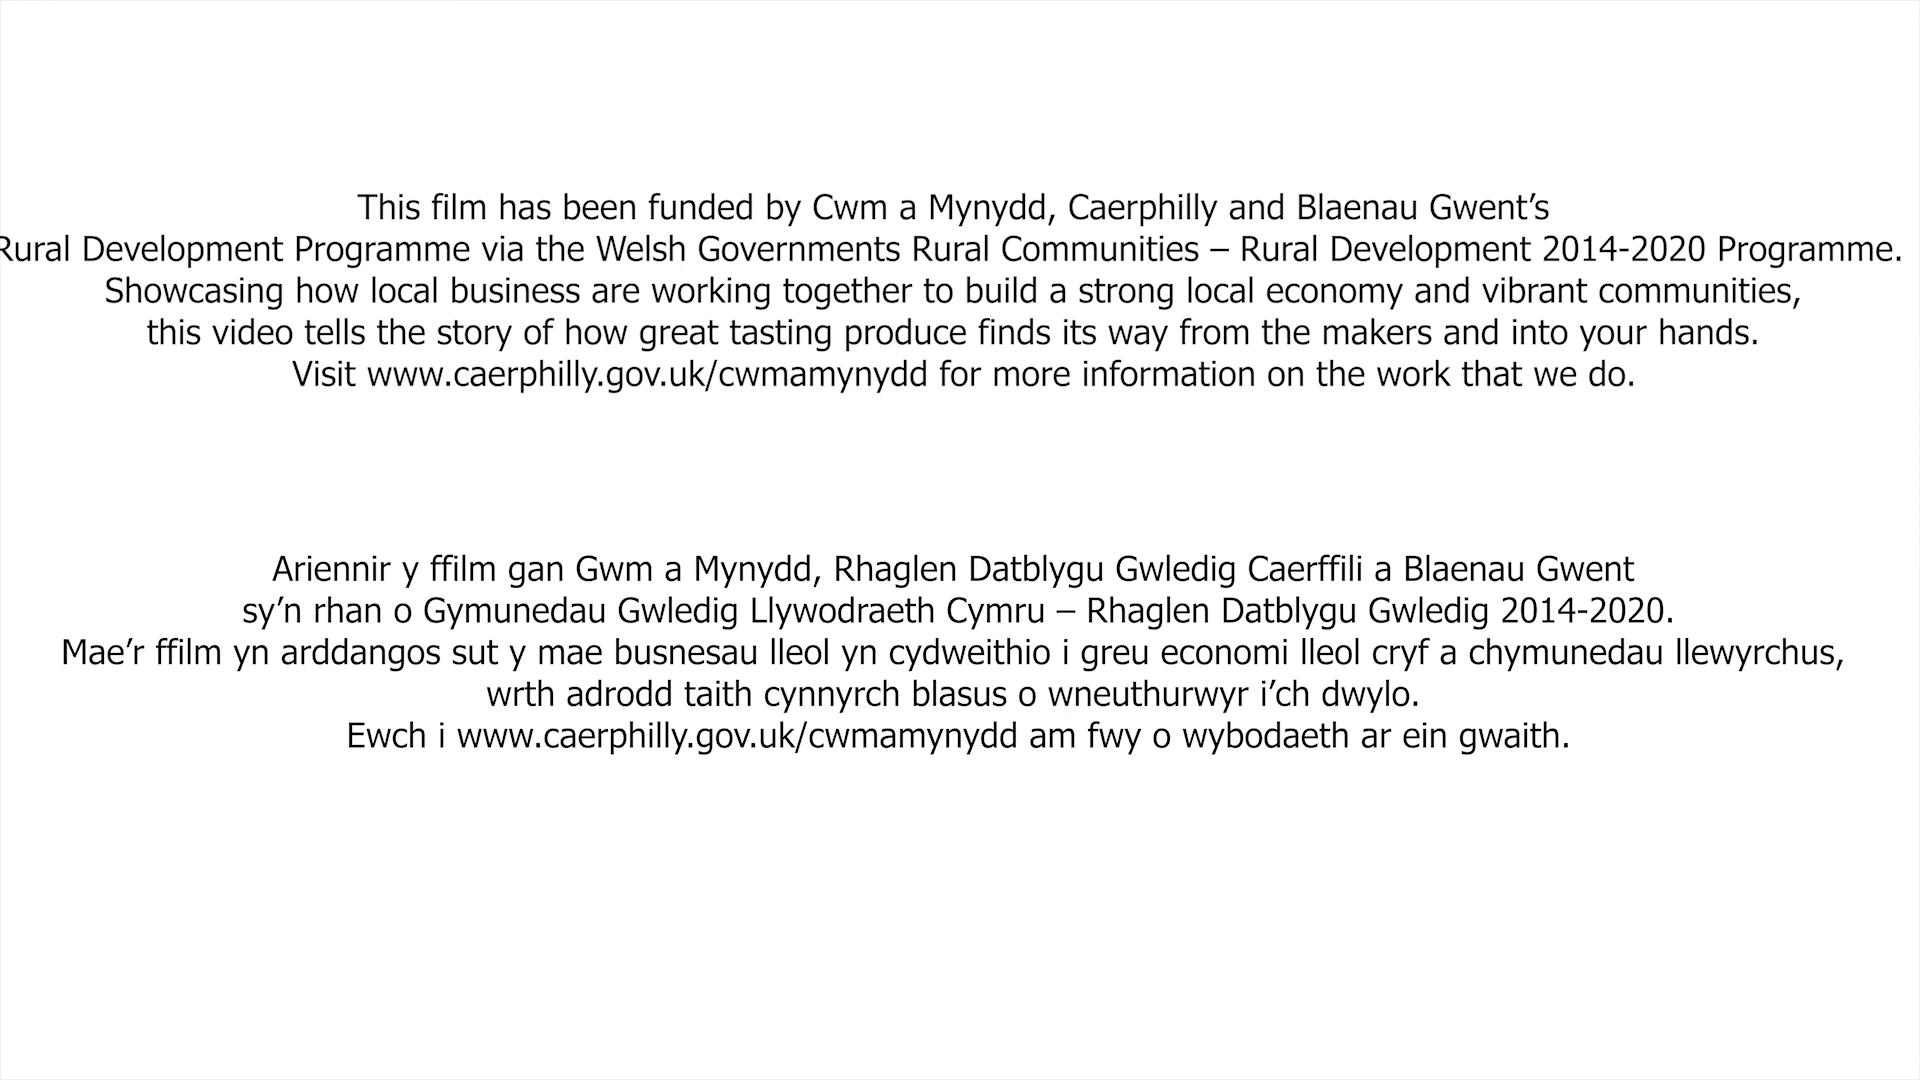 This film has been funded by Cwm a Mynydd, Caerphilly and Blaenau Gwent’s
Rural Development Programme via the Welsh Governments Rural Communities – Rural Development 2014-2020 Programme.
Showcasing how local business are working together to build a strong local economy and vibrant communities,
this video tells the story of how great tasting produce finds its way from the makers and into your hands.
Visit www.caerphilly.gov.uk/cwmamynydd for more information on the work that we do.
Ariennir y ffilm gan Gwm a Mynydd, Rhaglen Datblygu Gwledig Caerffili a Blaenau Gwent
sy’n rhan o Gymunedau Gwledig Llywodraeth Cymru – Rhaglen Datblygu Gwledig 2014-2020.
Mae’r ffilm yn arddangos sut y mae busnesau lleol yn cydweithio i greu economi lleol cryf a chymunedau llewyrchus,
wrth adrodd taith cynnyrch blasus o wneuthurwyr i’ch dwylo.
Ewch i www.caerphilly.gov.uk/cwmamynydd am fwy o wybodaeth ar ein gwaith.